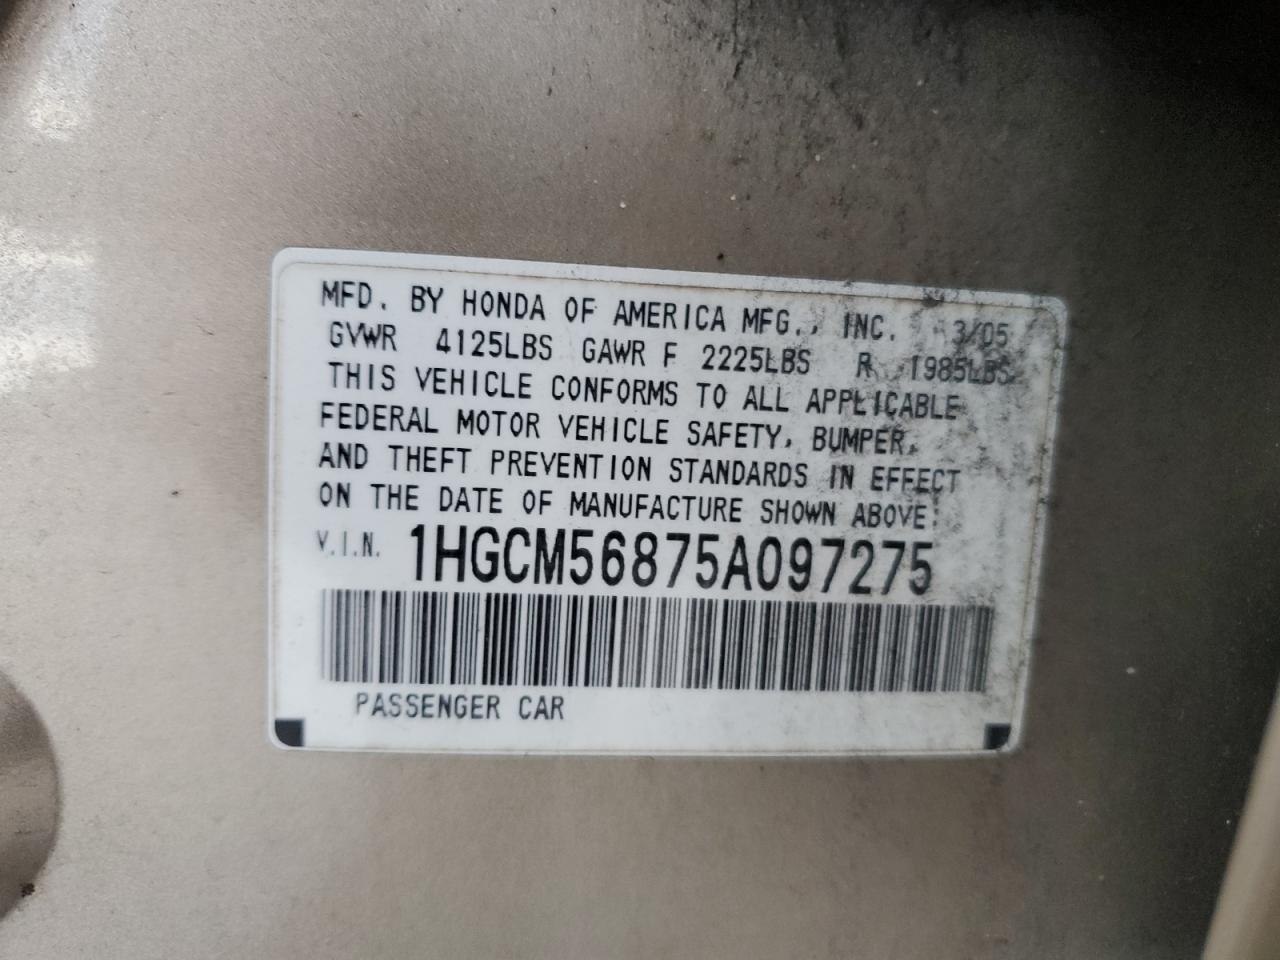 MFD. BY HONDA OF AMERICA MFG., INC. 3/05
GVWR 4125LBS GAWR F 2225LBS R 1985LBS
THIS VEHICLE CONFORMS TO ALL APPLICABLE
FEDERAL MOTOR VEHICLE SAFETY, BUMPER,
AND THEFT PREVENTION STANDARDS IN EFFECT
ON THE DATE OF MANUFACTURE SHOWN ABOVE.
V.I.N. 1HGCM56875A097275
PASSENGER CAR